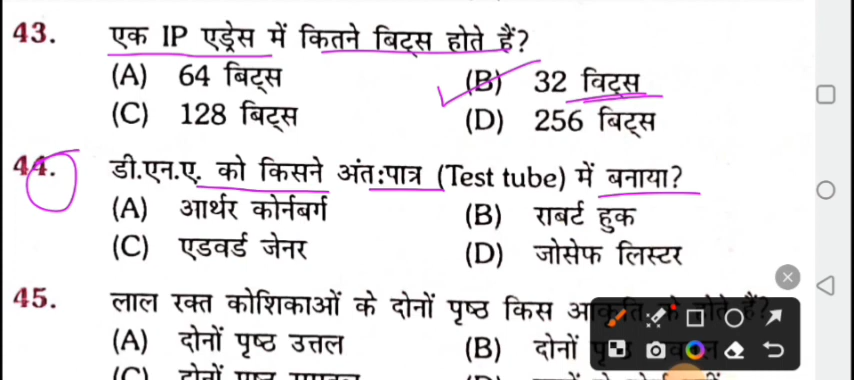 43. एक IP एड्रेस में कितने बिट्स होते हैं?
(A) 64 बिट्स (B) 32 विट्स
(C) 128 बिट्स (D) 256 बिट्स
44. डी.एन.ए. को किसने अंत:पात्र (Test tube) में बनाया?
(A) आर्थर कोर्नबर्ग (B) राबर्ट हुक
(C) एडवर्ड जेनर (D) जोसेफ लिस्टर
45. लाल रक्त कोशिकाओं के दोनों पृष्ठ किस
(A) दोनों पृष्ठ उत्तल (B) दोनों
(C) दोनों पृष्ठ